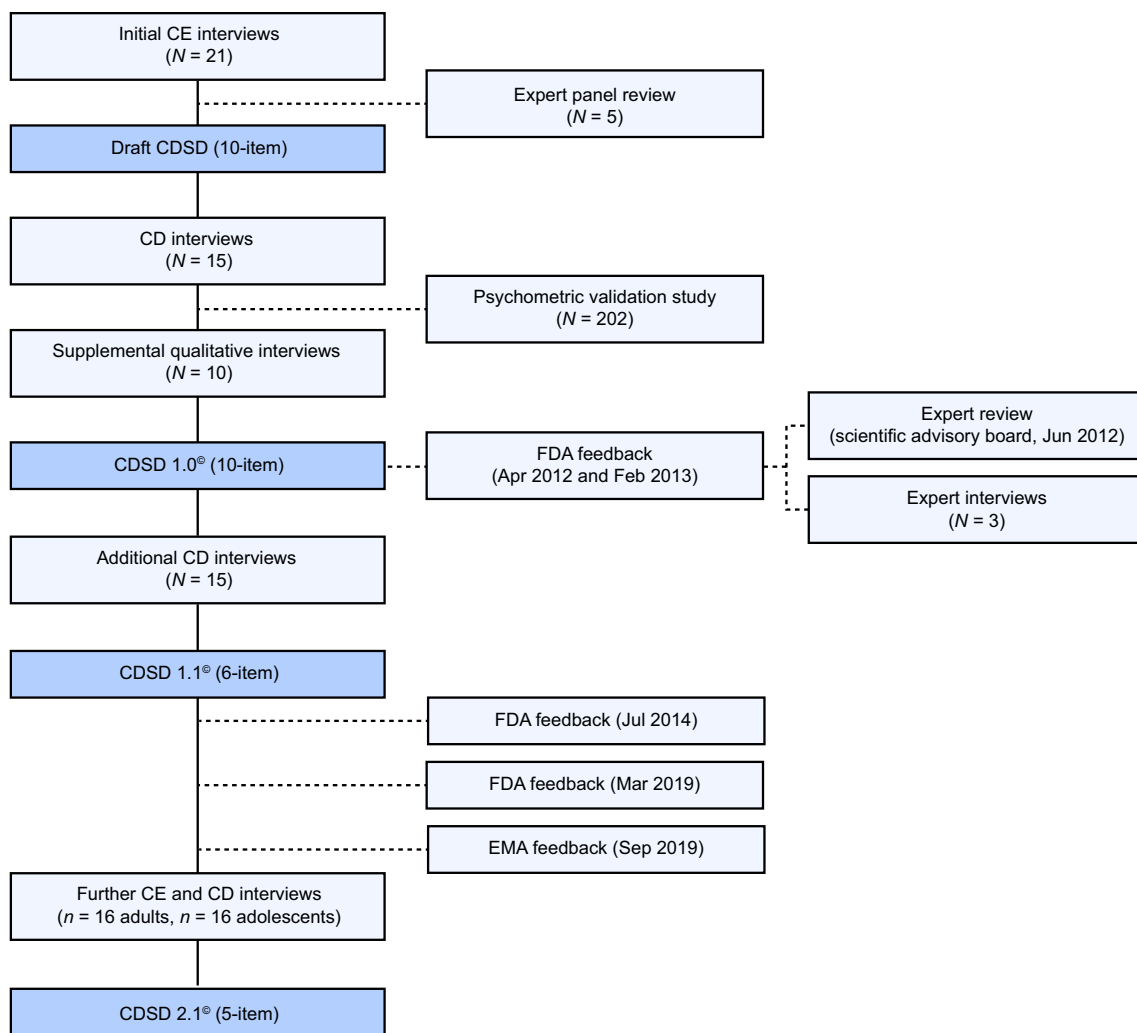 Initial CE interviews
(N = 21)
Expert panel review
(N = 5)
Draft CDSD (10-item)
CD interviews
(N = 15)
Psychometric validation study
(N = 202)
Supplemental qualitative interviews
(N = 10)
Expert review
(scientific advisory board, Jun 2012)
CDSD 1.0© (10-item)
FDA feedback
(Apr 2012 and Feb 2013)
Expert interviews
(N = 3)
Additional CD interviews
(N = 15)
CDSD 1.1© (6-item)
FDA feedback (Jul 2014)
FDA feedback (Mar 2019)
EMA feedback (Sep 2019)
Further CE and CD interviews
(n = 16 adults, n = 16 adolescents)
CDSD 2.1© (5-item)